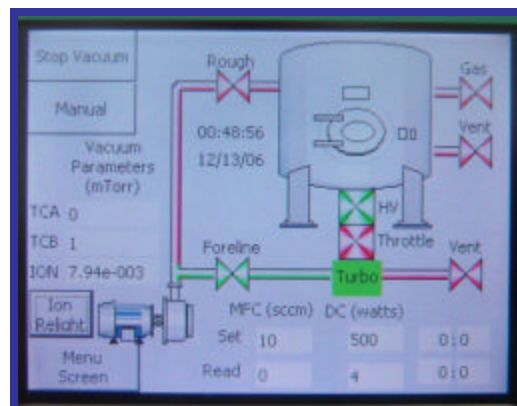 Stop Vacuum
Rough
Gas
Manual
00:48:56
12/13/06
Vent
Vacuum
Parameters
(mTorr)
TCA 0
HV
TCB 1
Foreline
Throttle
Vent
ION 7.94e-003
Turbo
Ion
Relight
MFC (sccm) DC (watts)
Set 10 500 0:0
Menu
Screen
Read 0 4 0:0